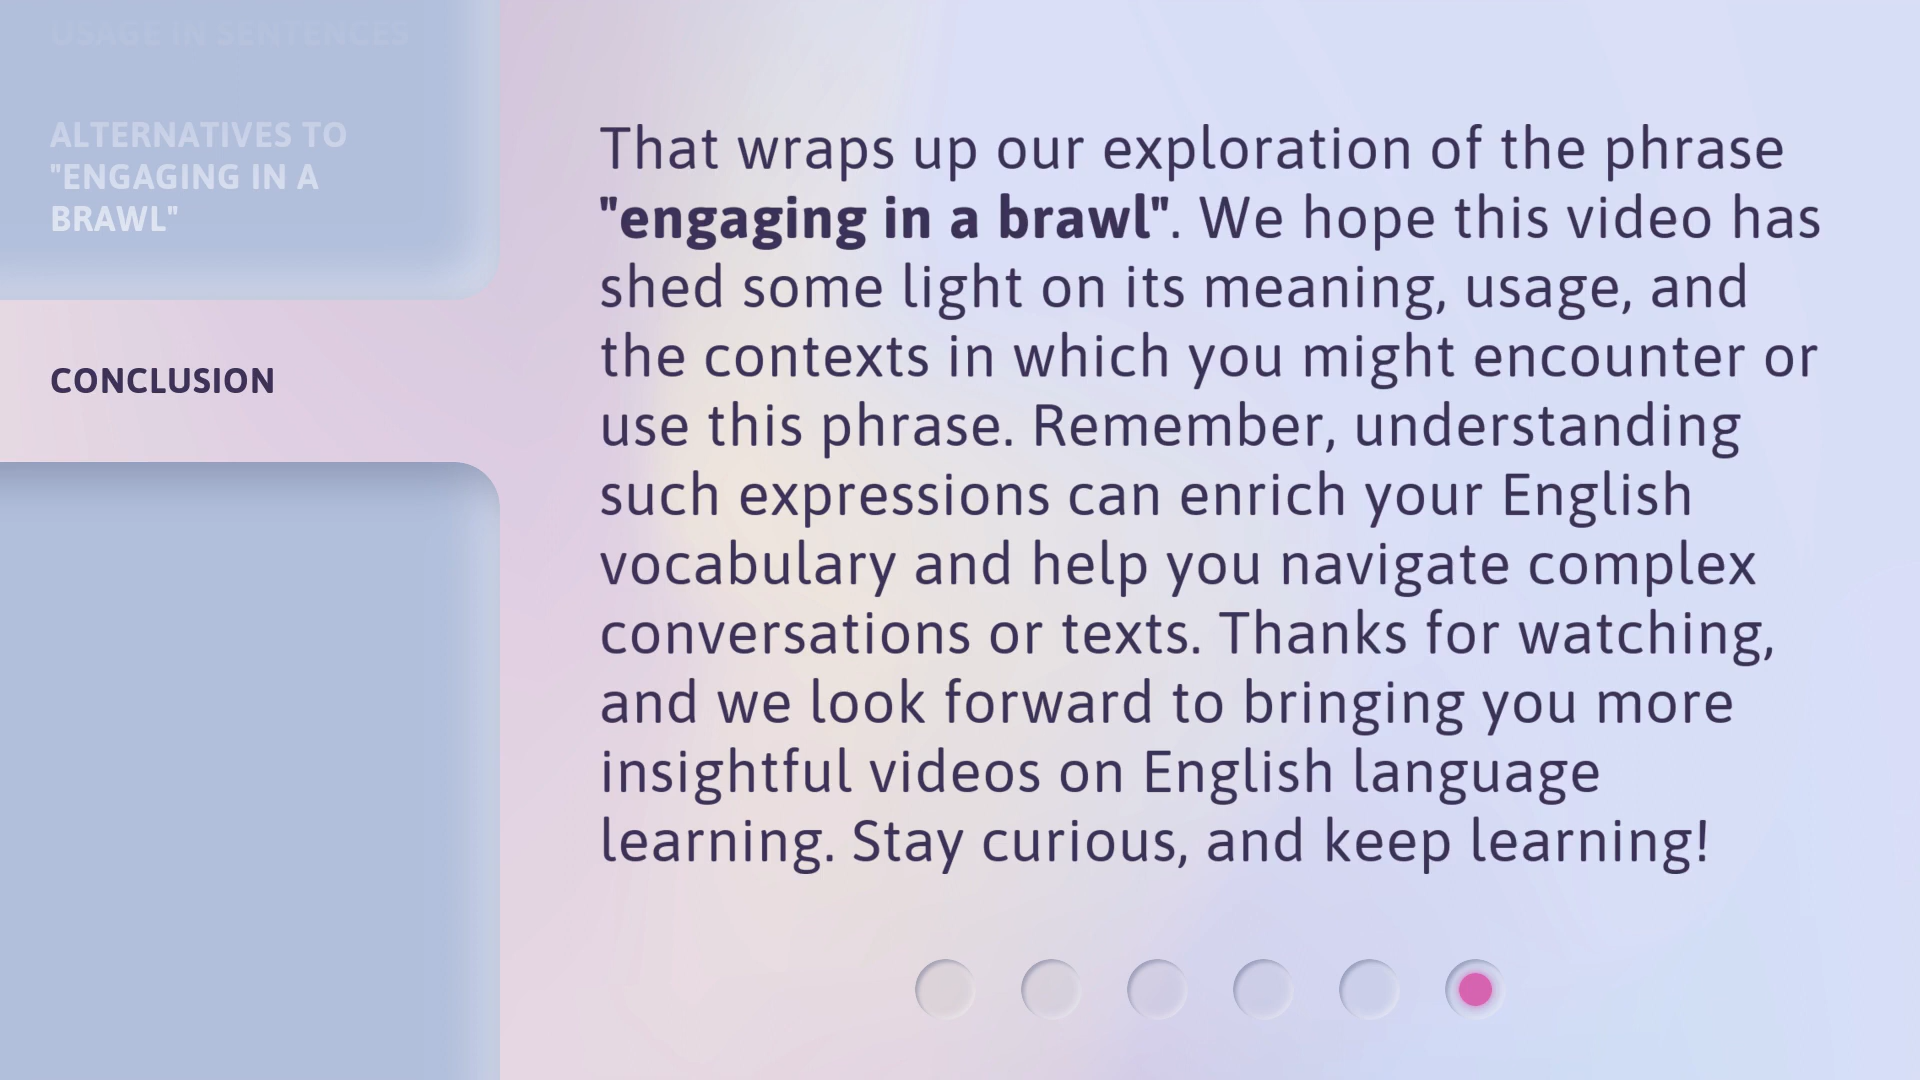 USAGE IN SENTENCES
ALTERNATIVES TO
"ENGAGING IN A
BRAWL"
CONCLUSION
That wraps up our exploration of the phrase
"engaging in a brawl". We hope this video has
shed some light on its meaning, usage, and
the contexts in which you might encounter or
use this phrase. Remember, understanding
such expressions can enrich your English
vocabulary and help you navigate complex
conversations or texts. Thanks for watching,
and we look forward to bringing you more
insightful videos on English language
learning. Stay curious, and keep learning!